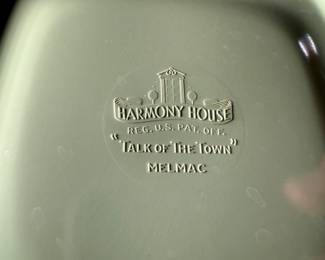 HARMONY HOUSE
REG. U.S. PAT. OFF.
"TALK OF THE TOWN"
MELMAC